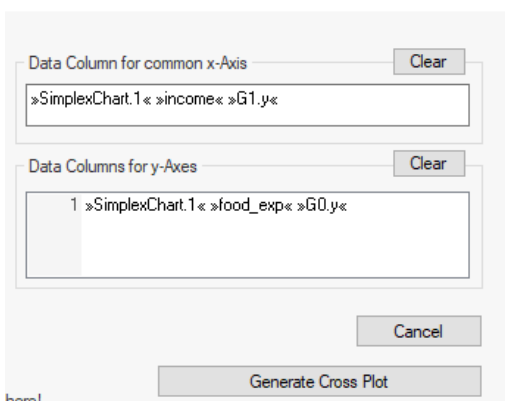 Data Column for common x-Axis
Clear
»SimplexChart.1« »income« »G1.y«
Data Columns for y-Axes
Clear
1 »SimplexChart.1« »food_exp« »G0.y«
Cancel
Generate Cross Plot